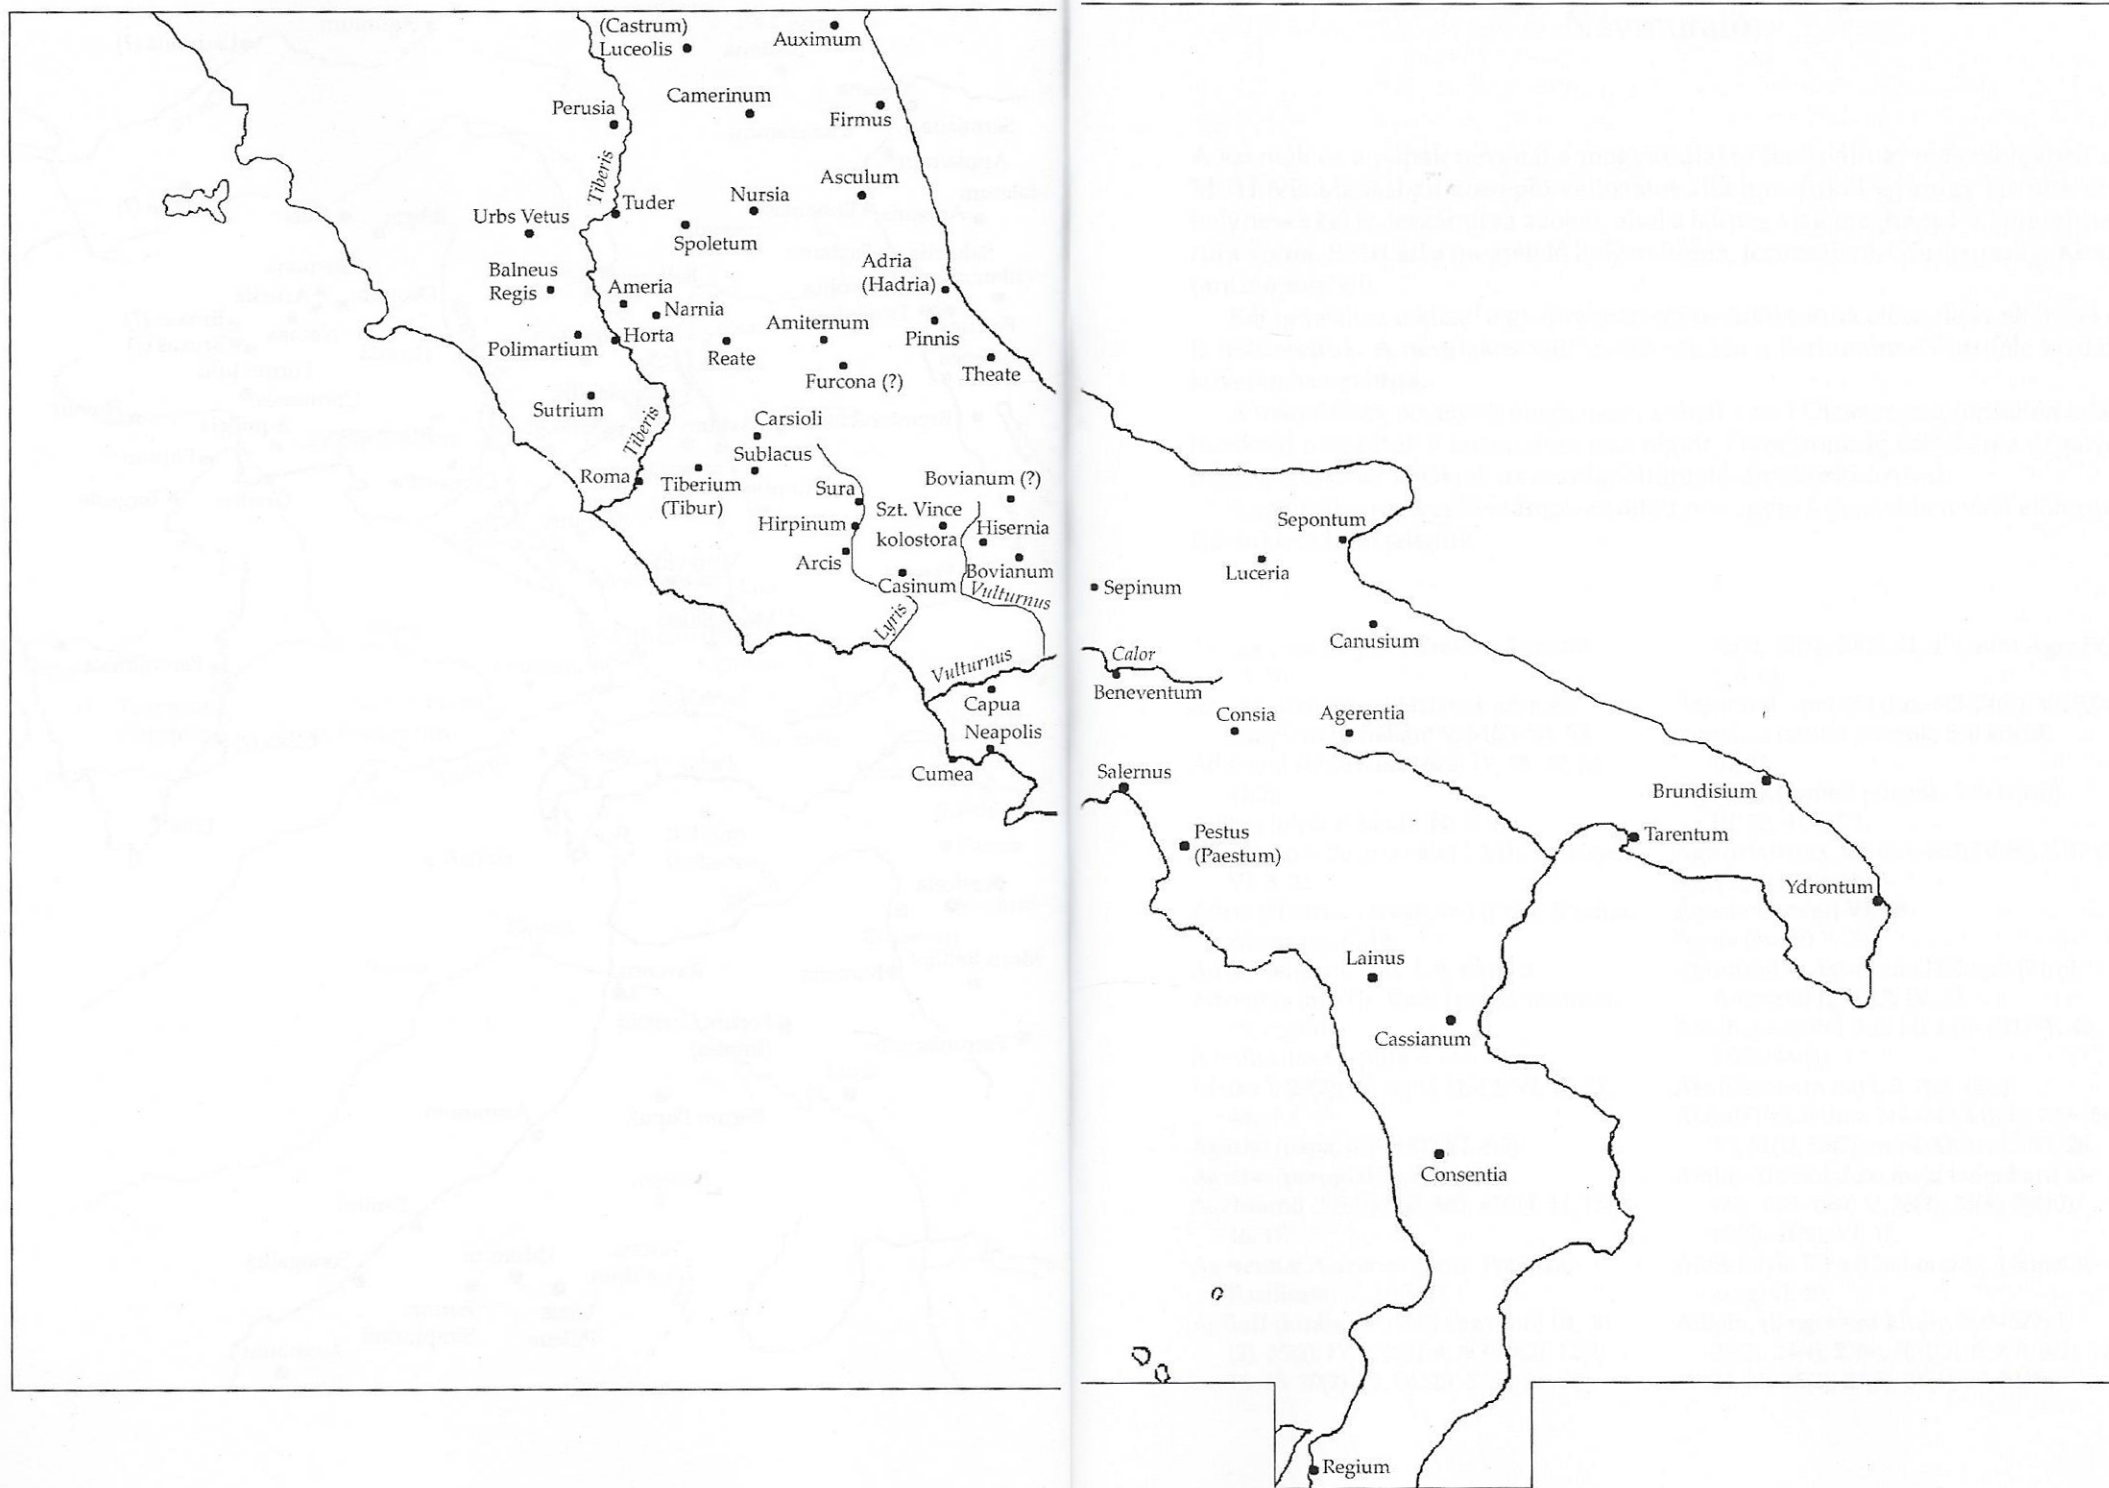 (Castrum)
Luceolis
Auximum
Camerinum
Perusia
Firmus
Tiberis
Asculum
Nursia
Tuder
Urbs Vetus
Spoletum
Adria
(Hadria)
Balneus
Regis
Ameria
Narnia
Amiternum
Pinnis
Horta
Polimartium
Reate
Theate
Furcona (?)
Sutrium
Carsioli
Tiberis
Sublacus
Roma
Tiberium
(Tibur)
Sura
Bovianum (?)
Szt. Vince
kolostora
Hirpinum
Hisernia
Arcis
Bovianum
Casinum
Vulturnus
Lyris
Vulturnus
Capua
Neapolis
Cumea
Sepontum
Luceria
Sepinum
Canusium
Calor
Beneventum
Consia
Agerentia
Salernus
Brundisium
Pestus
(Paestum)
Tarentum
Ydrontum
Lainus
Cassianum
Consentia
Regium